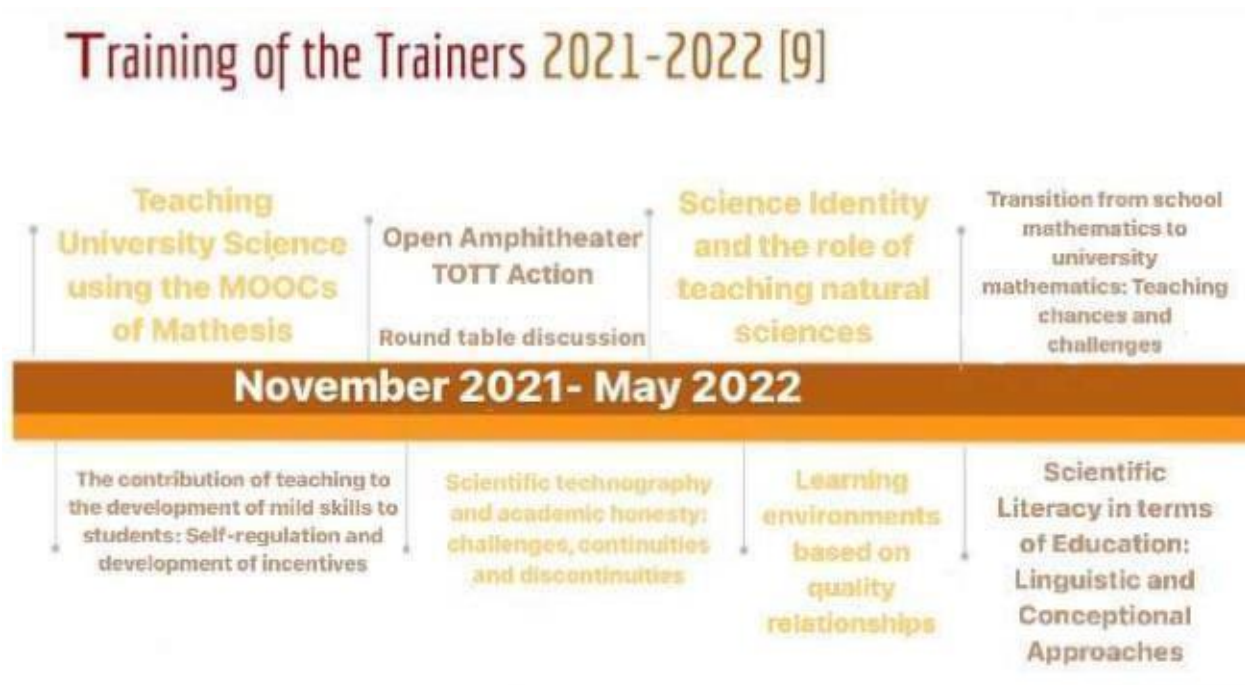 Training of the Trainers 2021-2022 [9]
Teaching
University Science
using the MOOCs
of Mathesis
Open Amphitheater
TOTT Action
Round table discussion
Science Identity
and the role of
teaching natural
sciences
Transition from school
mathematics to
university
mathematics: Teaching
chances and
challenges
November 2021- May 2022
The contribution of teaching to
the development of mild skills to
students: Self-regulation and
development of incentives
Scientific technography
and academic honesty:
challenges, continuities
and discontinuities
Learning
environments
based on
quality
relationships
Scientific
Literacy in terms
of Education:
Linguistic and
Conceptional
Approaches